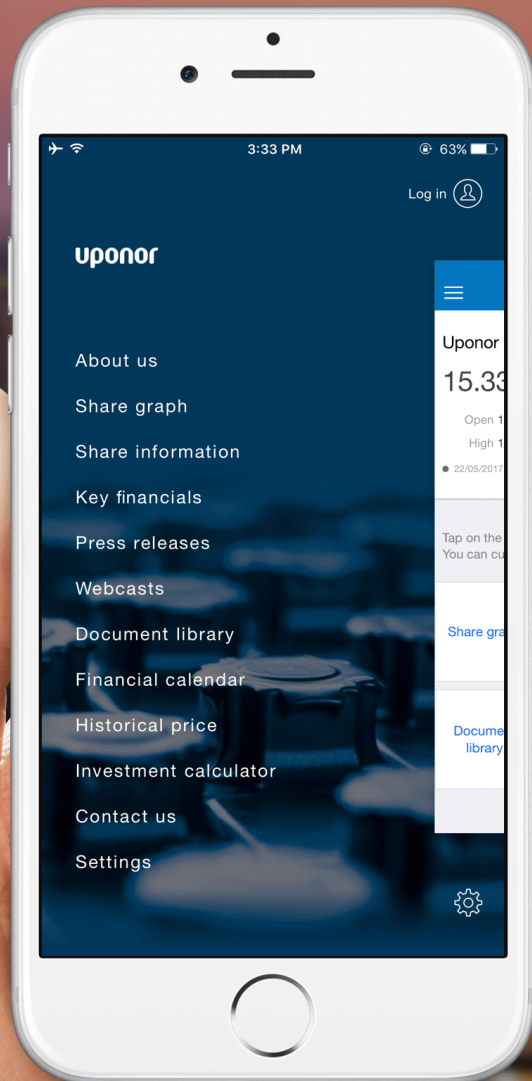 3:33 PM
63%
Log in
uponor
About us
Share graph
Share information
Key financials
Press releases
Webcasts
Document library
Financial calendar
Historical price
Investment calculator
Contact us
Settings
Uponor
15.33
Open 1
High 1
22/05/2017
Tap on the
You can cu
Share gra
Docume
library